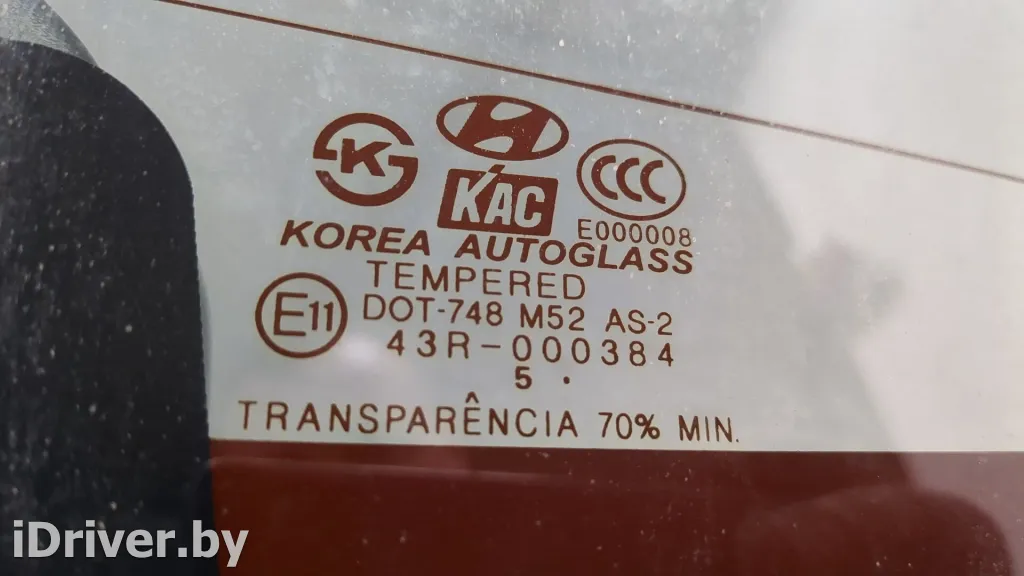 K
KAC
CCC
E000008
KOREA AUTOGLASS
TEMPERED
E11
DOT-748 M52 AS-2
43R-000384
5 .
TRANSPARÊNCIA 70% MIN.
iDriver.by